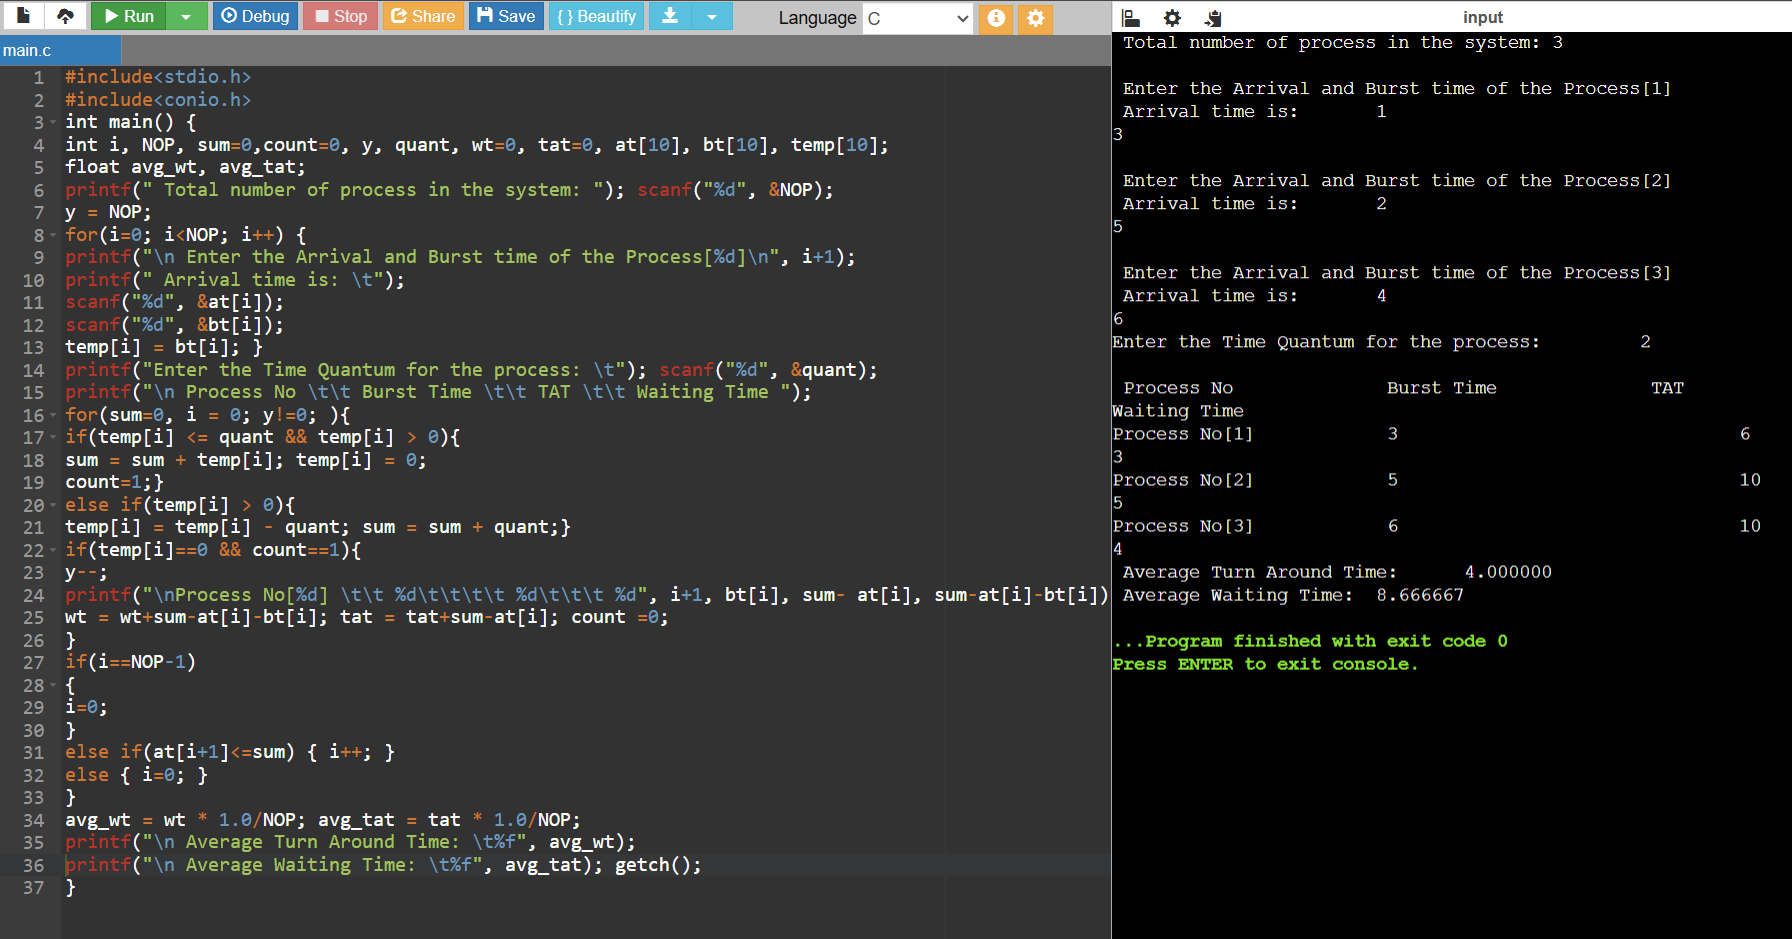 Run Debug Stop Share Save { } Beautify Language C
main.c
1 #include<stdio.h>
2 #include<conio.h>
3 int main() {
4 int i, NOP, sum=0,count=0, y, quant, wt=0, tat=0, at[10], bt[10], temp[10];
5 float avg_wt, avg_tat;
6 printf(" Total number of process in the system: "); scanf("%d", &NOP);
7 y = NOP;
8 for(i=0; i<NOP; i++) {
9 printf("\n Enter the Arrival and Burst time of the Process[%d]\n", i+1);
10 printf(" Arrival time is: \t");
11 scanf("%d", &at[i]);
12 scanf("%d", &bt[i]);
13 temp[i] = bt[i]; }
14 printf("Enter the Time Quantum for the process: \t"); scanf("%d", &quant);
15 printf("\n Process No \t\t Burst Time \t\t TAT \t\t Waiting Time ");
16 for(sum=0, i = 0; y!=0; ){
17 if(temp[i] <= quant && temp[i] > 0){
18 sum = sum + temp[i]; temp[i] = 0;
19 count=1;}
20 else if(temp[i] > 0){
21 temp[i] = temp[i] - quant; sum = sum + quant;}
22 if(temp[i]==0 && count==1){
23 y--;
24 printf("\nProcess No[%d] \t\t %d\t\t\t\t %d\t\t\t %d", i+1, bt[i], sum- at[i], sum-at[i]-bt[i])
25 wt = wt+sum-at[i]-bt[i]; tat = tat+sum-at[i]; count =0;
26 }
27 if(i==NOP-1)
28 {
29 i=0;
30 }
31 else if(at[i+1]<=sum) { i++; }
32 else { i=0; }
33 }
34 avg_wt = wt * 1.0/NOP; avg_tat = tat * 1.0/NOP;
35 printf("\n Average Turn Around Time: \t%f", avg_wt);
36 printf("\n Average Waiting Time: \t%f", avg_tat); getch();
37 }
input
Total number of process in the system: 3
Enter the Arrival and Burst time of the Process[1]
Arrival time is: 1
3
Enter the Arrival and Burst time of the Process[2]
Arrival time is: 2
5
Enter the Arrival and Burst time of the Process[3]
Arrival time is: 4
6
Enter the Time Quantum for the process: 2
Process No Burst Time TAT
Waiting Time
Process No[1] 3 6
3
Process No[2] 5 10
5
Process No[3] 6 10
4
Average Turn Around Time: 4.000000
Average Waiting Time: 8.666667
...Program finished with exit code 0
Press ENTER to exit console.